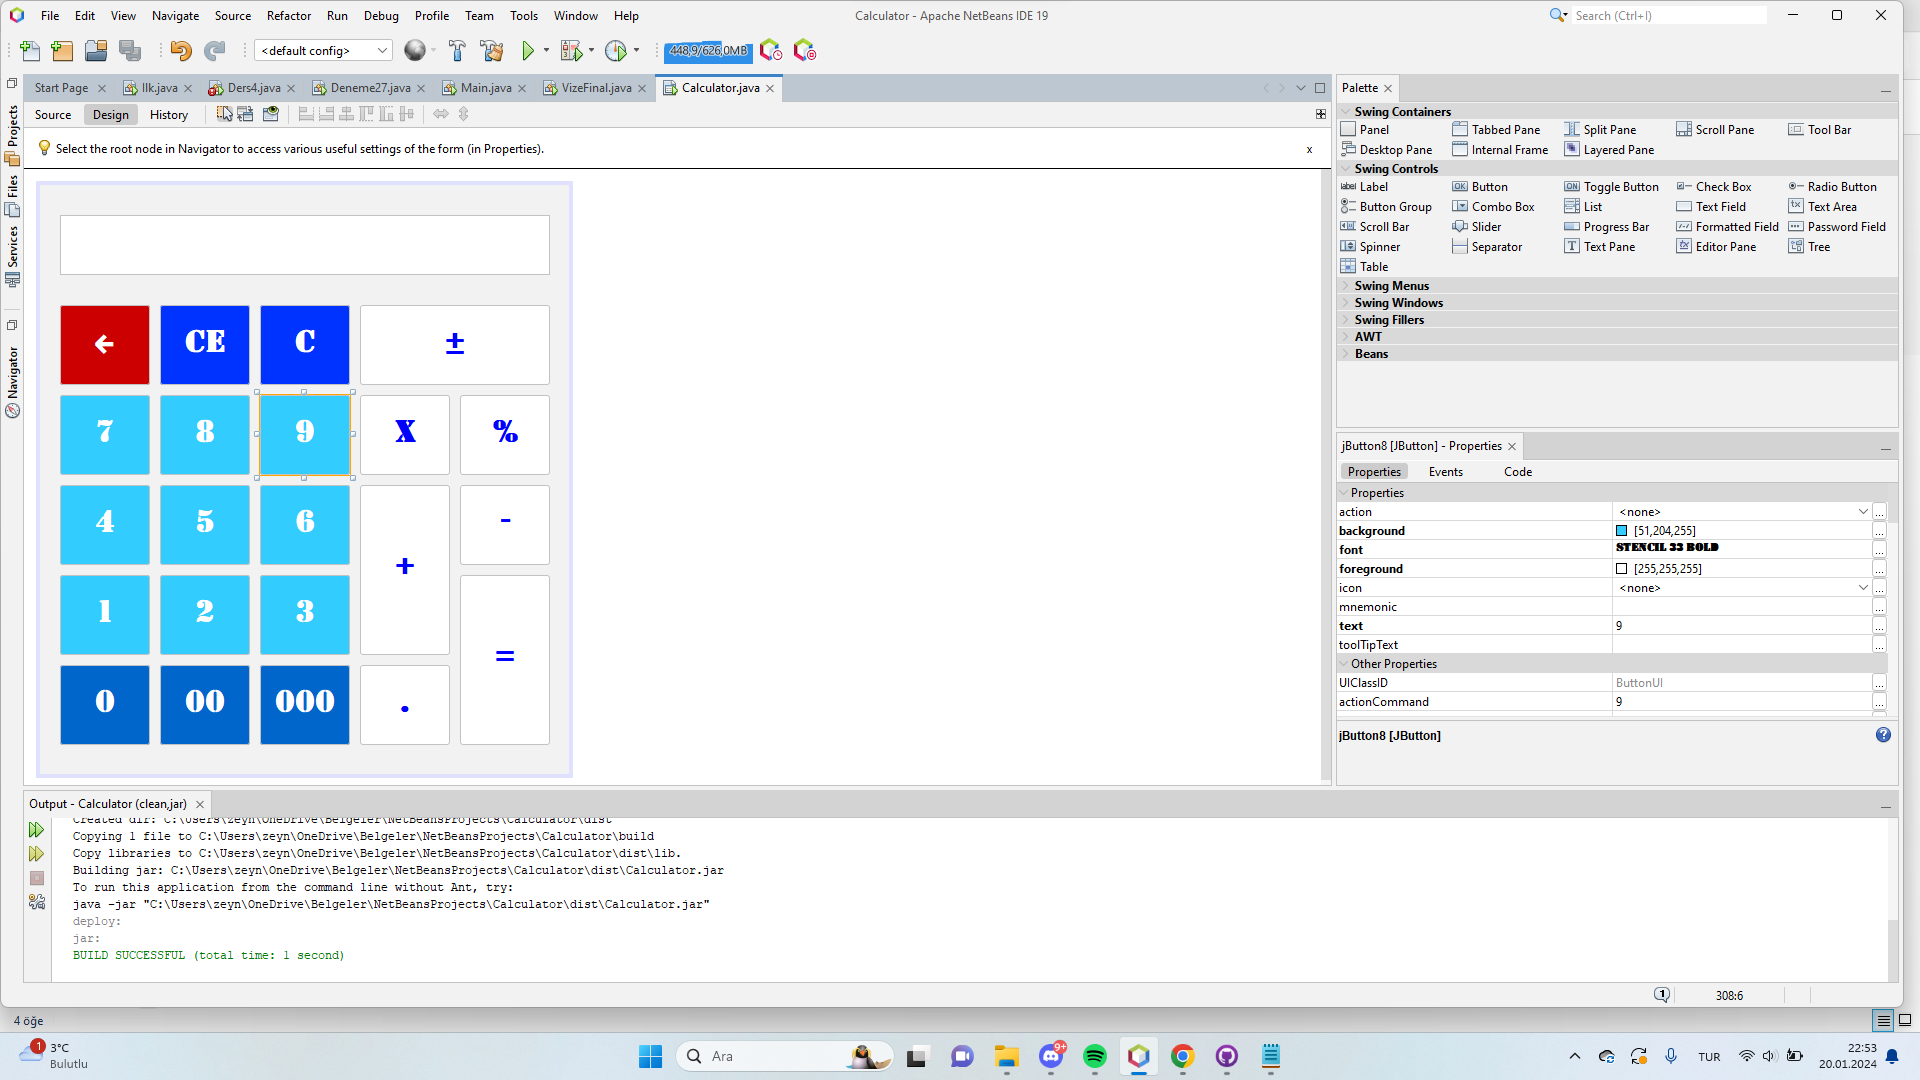 File Edit View Navigate Source Refactor Run Debug Profile Team Tools Window Help
Calculator - Apache NetBeans IDE 19
Search (Ctrl+I)
<default config>
448,9/626,0MB
Start Page
Ilk.java
Ders4.java
Deneme27.java
Main.java
VizeFinal.java
Calculator.java
Source Design History
Select the root node in Navigator to access various useful settings of the form (in Properties).
x
Projects
Files
Services
Navigator
← CE C ±
7 8 9 X %
4 5 6 + -
1 2 3 =
0 00 000 .
Palette
Swing Containers
Panel Tabbed Pane Split Pane Scroll Pane Tool Bar
Desktop Pane Internal Frame Layered Pane
Swing Controls
Label Button Toggle Button Check Box Radio Button
Button Group Combo Box List Text Field Text Area
Scroll Bar Slider Progress Bar Formatted Field Password Field
Spinner Separator Text Pane Editor Pane Tree
Table
Swing Menus
Swing Windows
Swing Fillers
AWT
Beans
jButton8 [JButton] - Properties
Properties Events Code
Properties
action <none> ...
background [51,204,255] ...
font STENCIL 33 BOLD ...
foreground [255,255,255] ...
icon <none> ...
mnemonic ...
text 9 ...
toolTipText ...
Other Properties
UIClassID ButtonUI ...
actionCommand 9 ...
jButton8 [JButton]
Output - Calculator (clean,jar)
Created dir: C:\Users\zeyn\OneDrive\Belgeler\NetBeansProjects\Calculator\dist
Copying 1 file to C:\Users\zeyn\OneDrive\Belgeler\NetBeansProjects\Calculator\build
Copy libraries to C:\Users\zeyn\OneDrive\Belgeler\NetBeansProjects\Calculator\dist\lib.
Building jar: C:\Users\zeyn\OneDrive\Belgeler\NetBeansProjects\Calculator\dist\Calculator.jar
To run this application from the command line without Ant, try:
java -jar "C:\Users\zeyn\OneDrive\Belgeler\NetBeansProjects\Calculator\dist\Calculator.jar"
deploy:
jar:
BUILD SUCCESSFUL (total time: 1 second)
1
308:6
4 öğe
1
3°C
Bulutlu
Ara
9+
TUR
22:53
20.01.2024